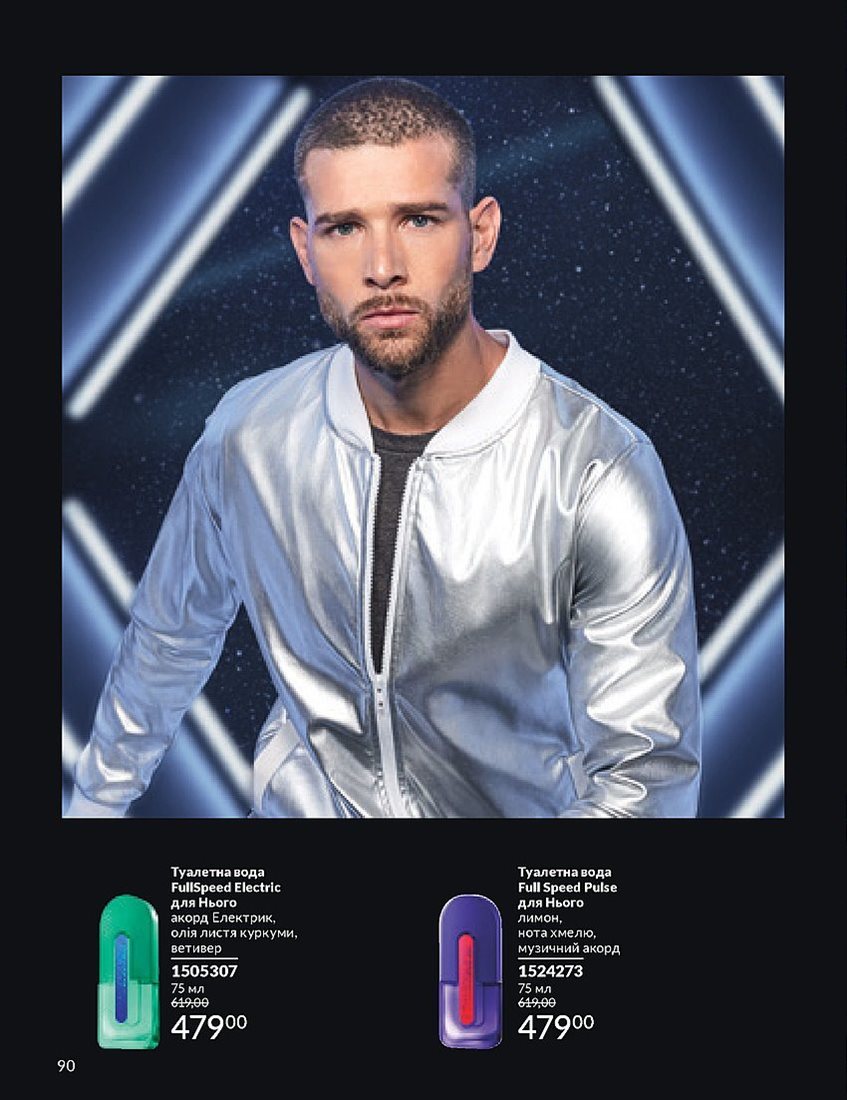 Туалетна вода
FullSpeed Electric
для Нього
акорд Електрик,
олія листя куркуми,
ветивер
1505307
75 мл
619,00
47900
Туалетна вода
Full Speed Pulse
для Нього
лимон,
нота хмелю,
музичний акорд
1524273
75 мл
619,00
47900
90